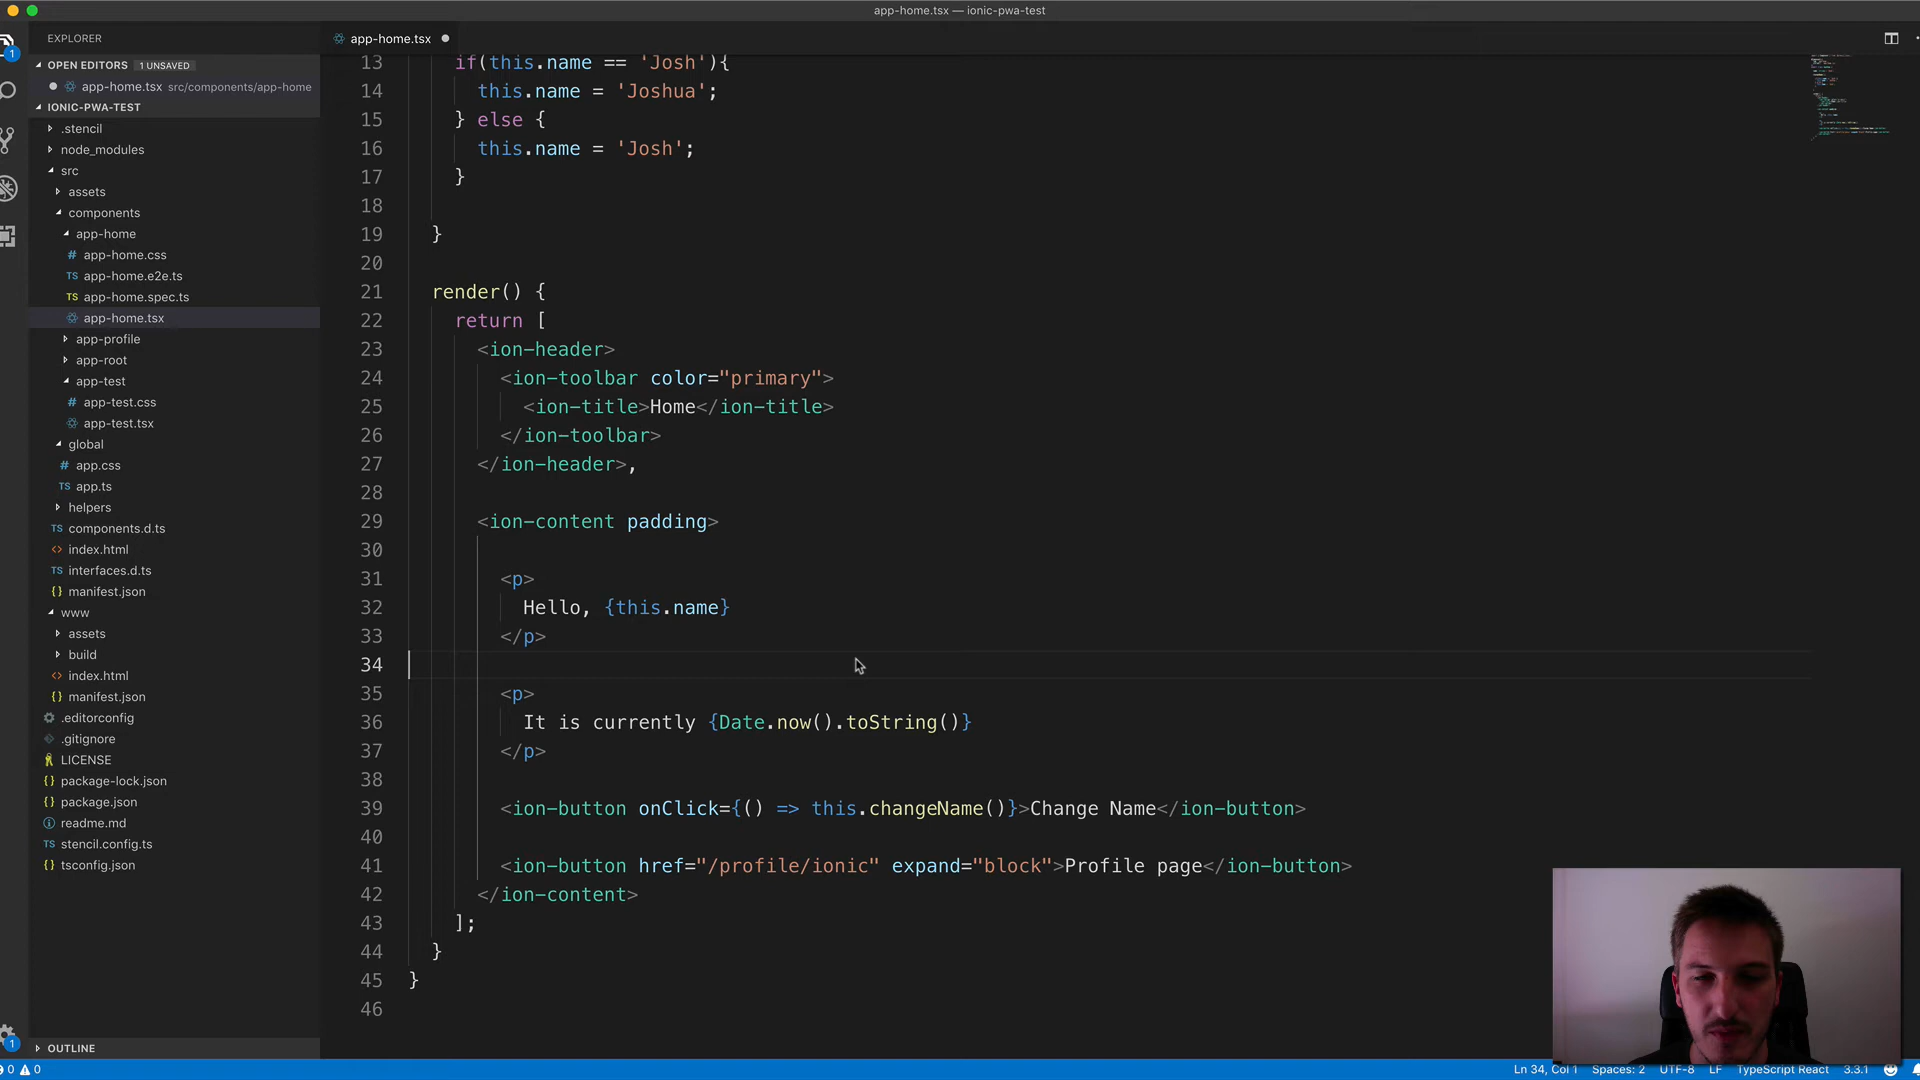 app-home.tsx — ionic-pwa-test
EXPLORER
OPEN EDITORS 1 UNSAVED
app-home.tsx src/components/app-home
IONIC-PWA-TEST
.stencil
node_modules
src
assets
components
app-home
# app-home.css
TS app-home.e2e.ts
TS app-home.spec.ts
app-home.tsx
app-profile
app-root
app-test
# app-test.css
app-test.tsx
global
# app.css
TS app.ts
helpers
TS components.d.ts
<> index.html
TS interfaces.d.ts
{} manifest.json
www
assets
build
<> index.html
{} manifest.json
.editorconfig
.gitignore
LICENSE
{} package-lock.json
{} package.json
readme.md
TS stencil.config.ts
{} tsconfig.json
OUTLINE
1
1
app-home.tsx
13 if(this.name == 'Josh'){
14 this.name = 'Joshua';
15 } else {
16 this.name = 'Josh';
17 }
18
19 }
20
21 render() {
22 return [
23 <ion-header>
24 <ion-toolbar color="primary">
25 <ion-title>Home</ion-title>
26 </ion-toolbar>
27 </ion-header>,
28
29 <ion-content padding>
30
31 <p>
32 Hello, {this.name}
33 </p>
34
35 <p>
36 It is currently {Date.now().toString()}
37 </p>
38
39 <ion-button onClick={() => this.changeName()}>Change Name</ion-button>
40
41 <ion-button href="/profile/ionic" expand="block">Profile page</ion-button>
42 </ion-content>
43 ];
44 }
45 }
46
0 0
Ln 34, Col 1 Spaces: 2 UTF-8 LF TypeScript React 3.3.1